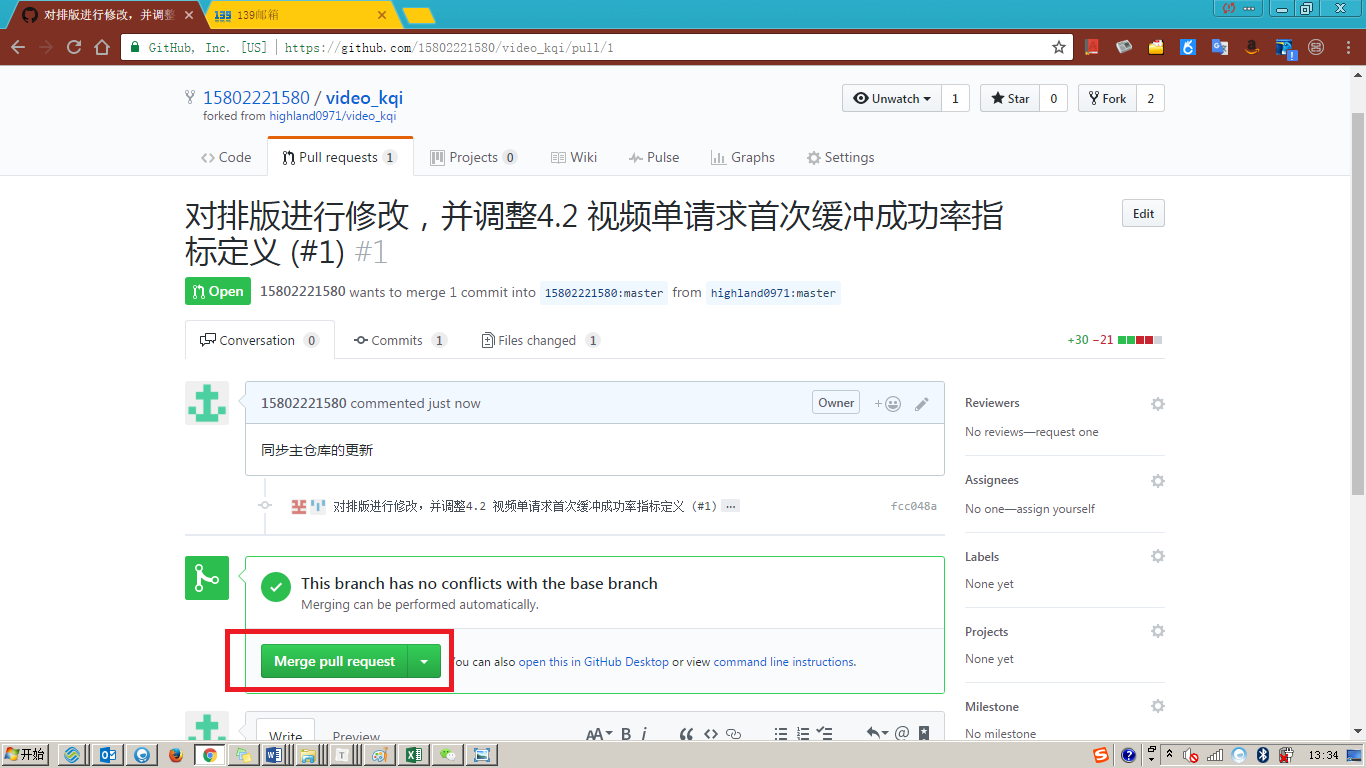 对排版进行修改，并调整
139邮箱
GitHub, Inc. [US] https://github.com/15802221580/video_kqi/pull/1
15802221580 / video_kqi
Unwatch 1 Star 0 Fork 2
forked from highland0971/video_kqi
Code Pull requests 1 Projects 0 Wiki Pulse Graphs Settings
对排版进行修改，并调整4.2 视频单请求首次缓冲成功率指
标定义 (#1) #1
Edit
Open 15802221580 wants to merge 1 commit into 15802221580:master from highland0971:master
Conversation 0 Commits 1 Files changed 1 +30 −21
15802221580 commented just now Owner
同步主仓库的更新
对排版进行修改，并调整4.2 视频单请求首次缓冲成功率指标定义 (#1) … fcc048a
This branch has no conflicts with the base branch
Merging can be performed automatically.
Merge pull request You can also open this in GitHub Desktop or view command line instructions.
Write Preview
AA B i
Reviewers
No reviews—request one
Assignees
No one—assign yourself
Labels
None yet
Projects
None yet
Milestone
No milestone
开始 13:34